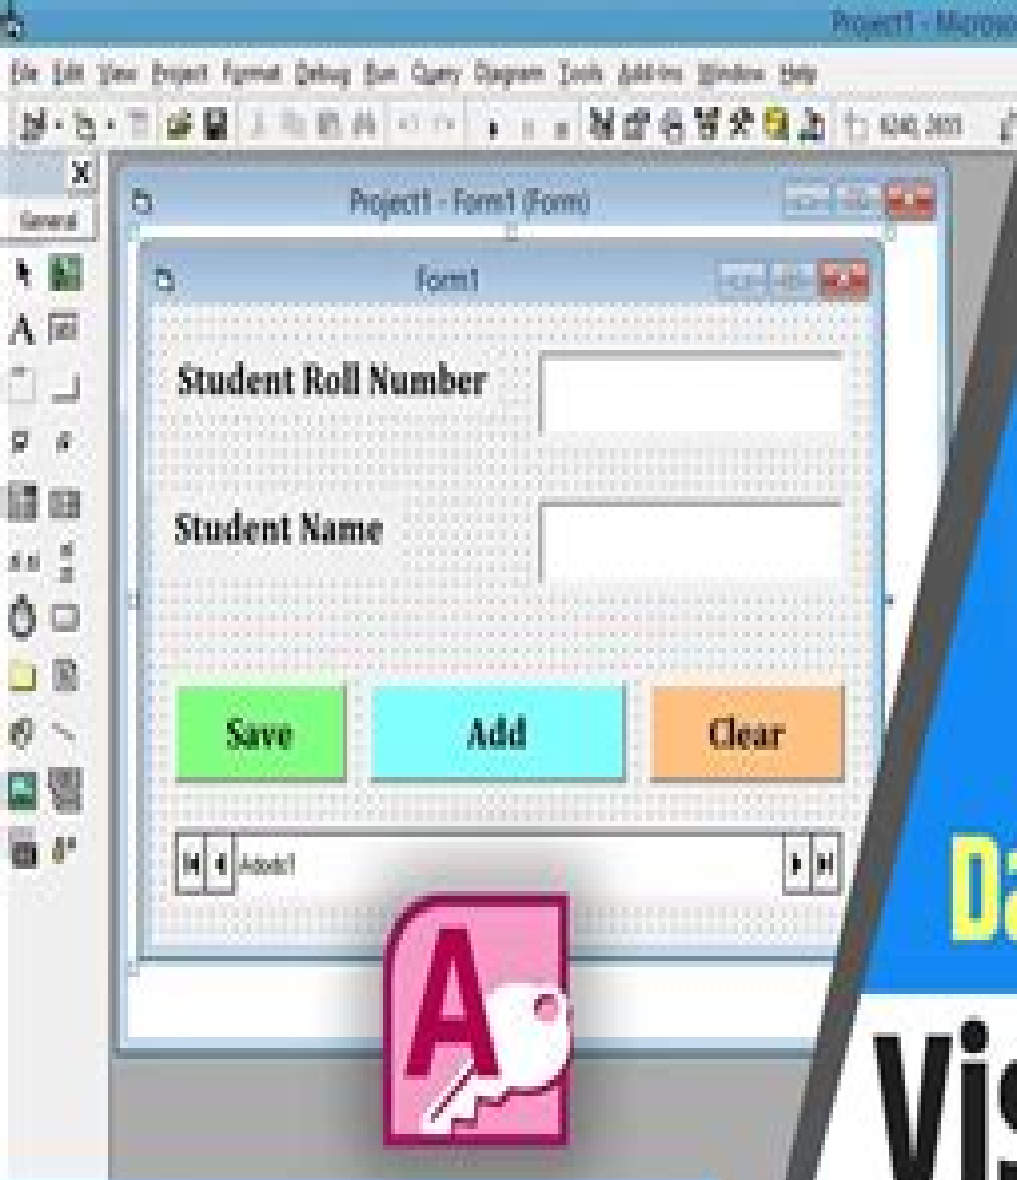 Project1 - Microso
File Edit View Project Format Debug Run Query Diagram Tools Add-Ins Window Help
General
Project1 - Form1 (Form)
Form1
Student Roll Number
Student Name
Save Add Clear
Adodc1
A
Da
Vis